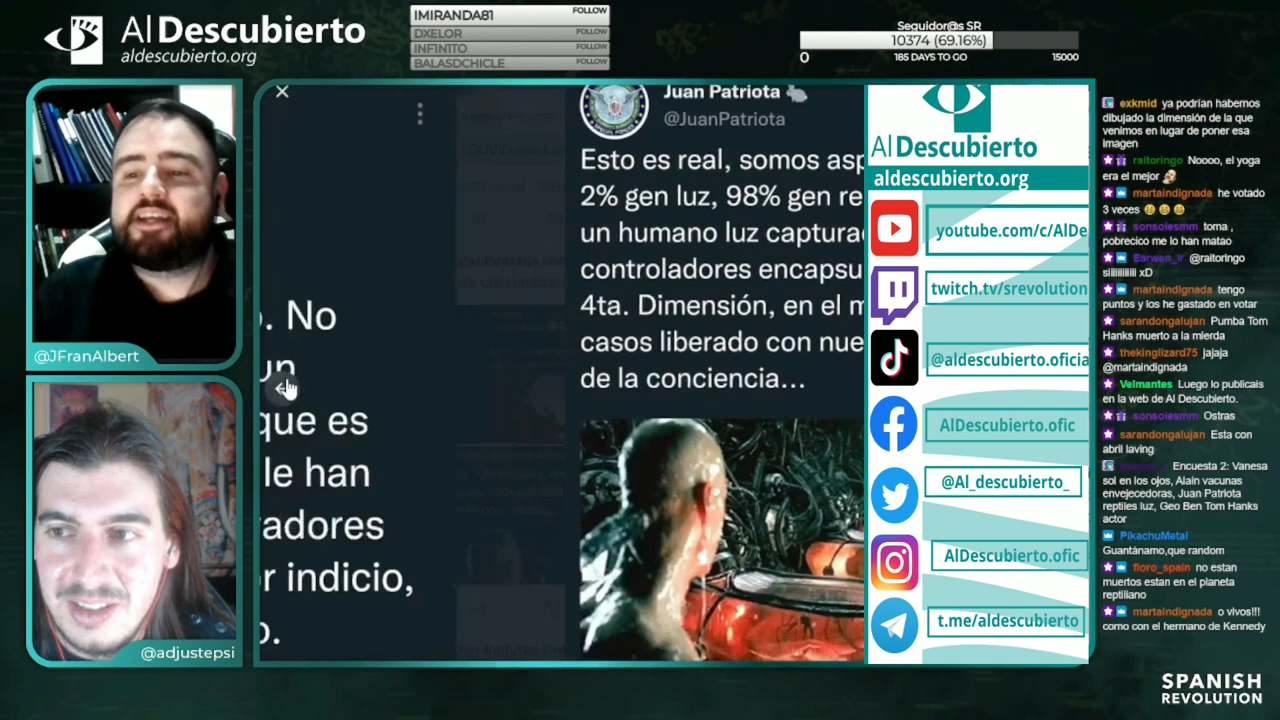 Al Descubierto
aldescubierto.org
IMIRANDA81 FOLLOW
DXELOR FOLLOW
INF1N1TO FOLLOW
BALASDCHICLE FOLLOW
Seguidor@s SR
10374 (69.16%)
0 185 DAYS TO GO 15000
@JFranAlbert
@adjustepsi
o. No
un
que es
le han
adores
r indicio,
o.
Juan Patriota
@JuanPatriota
Esto es real, somos asp
2% gen luz, 98% gen re
un humano luz captura
controladores encapsu
4ta. Dimensión, en el m
casos liberado con nue
de la conciencia...
Al Descubierto
aldescubierto.org
youtube.com/c/AlDe
twitch.tv/srevolution
@aldescubierto.oficia
AlDescubierto.ofic
@Al_descubierto_
AlDescubierto.ofic
t.me/aldescubierto
exkmid ya podrían habernos
dibujado la dimensión de la que
venimos en lugar de poner esa
imagen
raitoringo Nooo, el yoga
era el mejor
martaindignada he votado
3 veces
sonsolesmm toma ,
pobrecico me lo han matao
Earwen_Ir @raitoringo
siiiiiiiiiii xD
martaindignada tengo
puntos y los he gastado en votar
sarandongalujan Pumba Tom
Hanks muerto a la mierda
thekinglizard75 jajaja
@martaindignada
Velmantes Luego lo publicais
en la web de Al Descubierto.
sonsolesmm Ostras
sarandongalujan Esta con
abril laving
Encuesta 2: Vanesa
sol en los ojos, Alain vacunas
envejecedoras, Juan Patriota
reptiles luz, Geo Ben Tom Hanks
actor
PikachuMetal
Guantánamo,que random
floro_spain no estan
muertos estan en el planeta
reptiliano
martaindignada o vivos!!!
como con el hermano de Kennedy
SPANISH
REVOLUTION